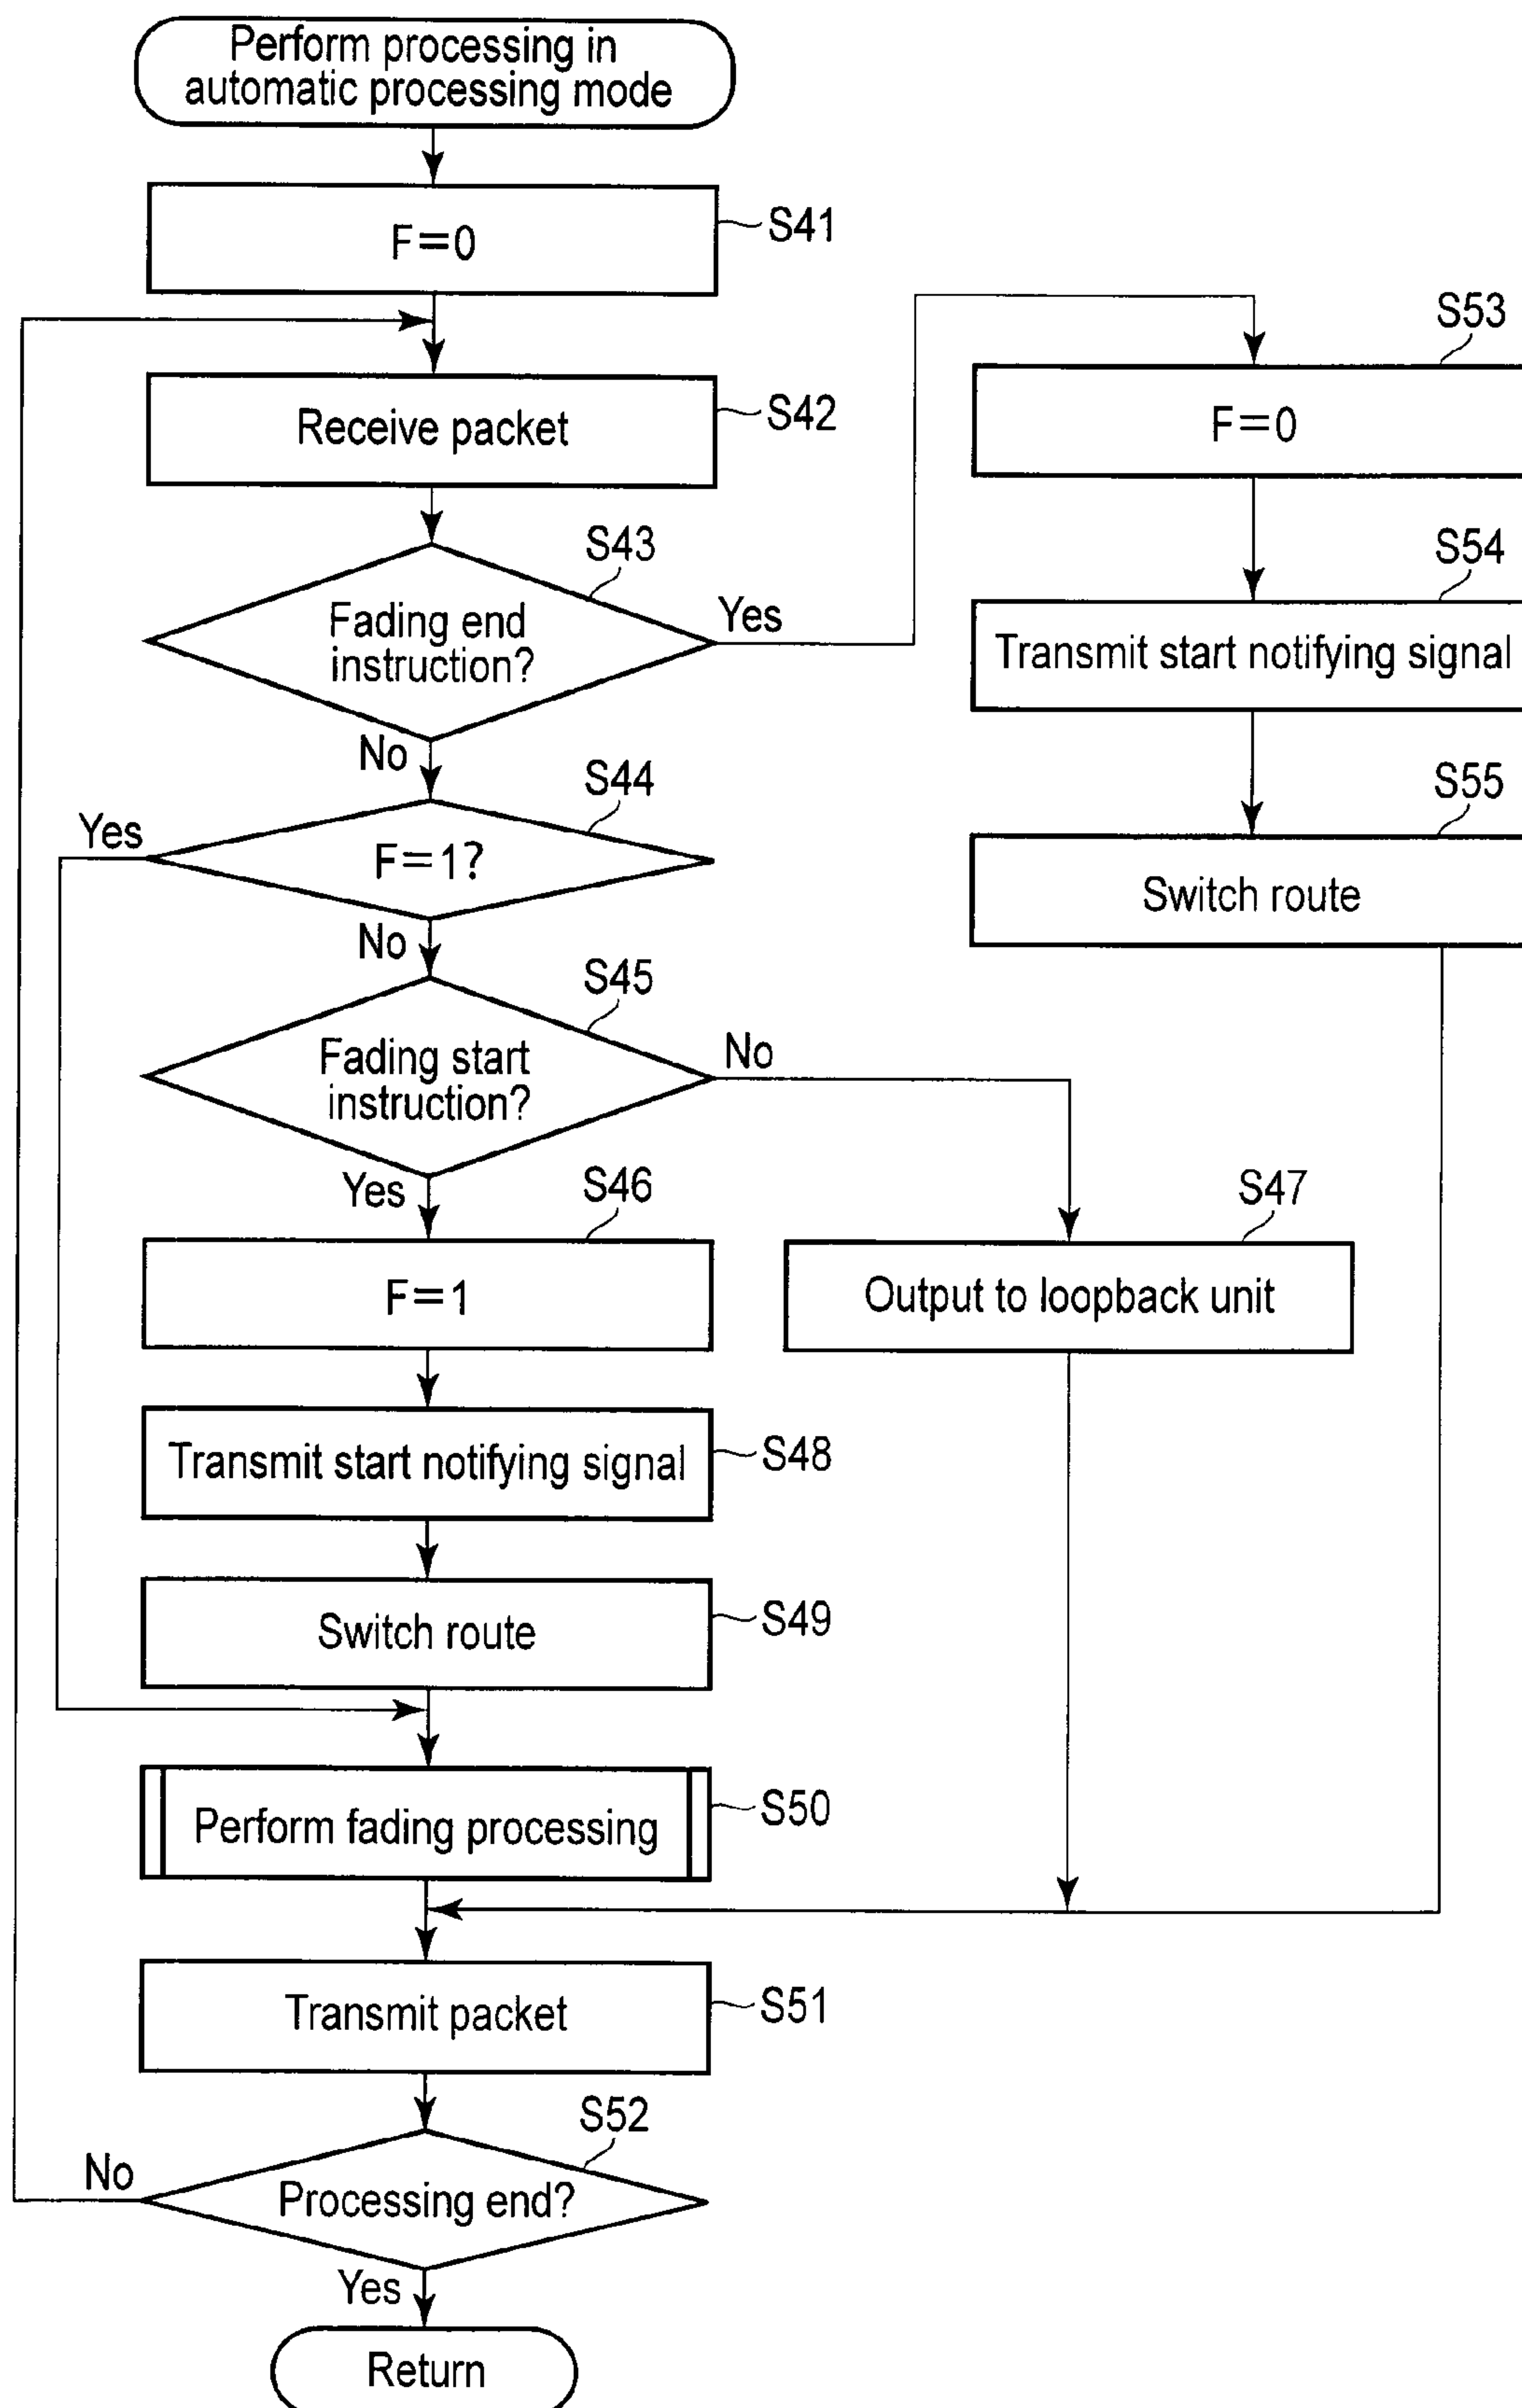 Perform processing in
automatic processing mode
F=0
S41
Receive packet
S42
S43
Fading end
instruction?
Yes
No
S53
F=0
S54
Transmit start notifying signal
S55
Switch route
S44
Yes
F=1?
No
S45
Fading start
instruction?
No
Yes
S46
F=1
S47
Output to loopback unit
Transmit start notifying signal
S48
Switch route
S49
Perform fading processing
S50
Transmit packet
S51
S52
No
Processing end?
Yes
Return